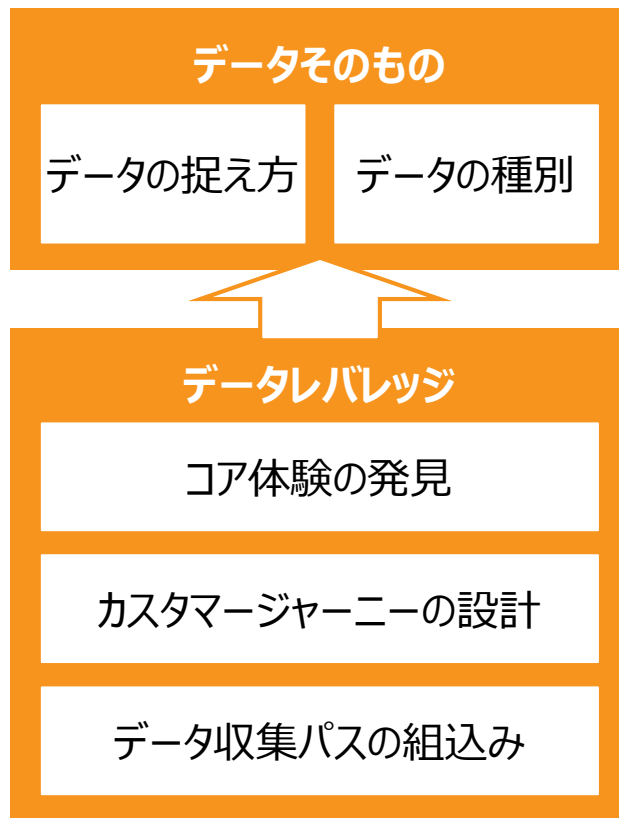 データそのもの
データの捉え方
データの種別
データレバレッジ
コア体験の発見
カスタマージャーニーの設計
データ収集パスの組込み